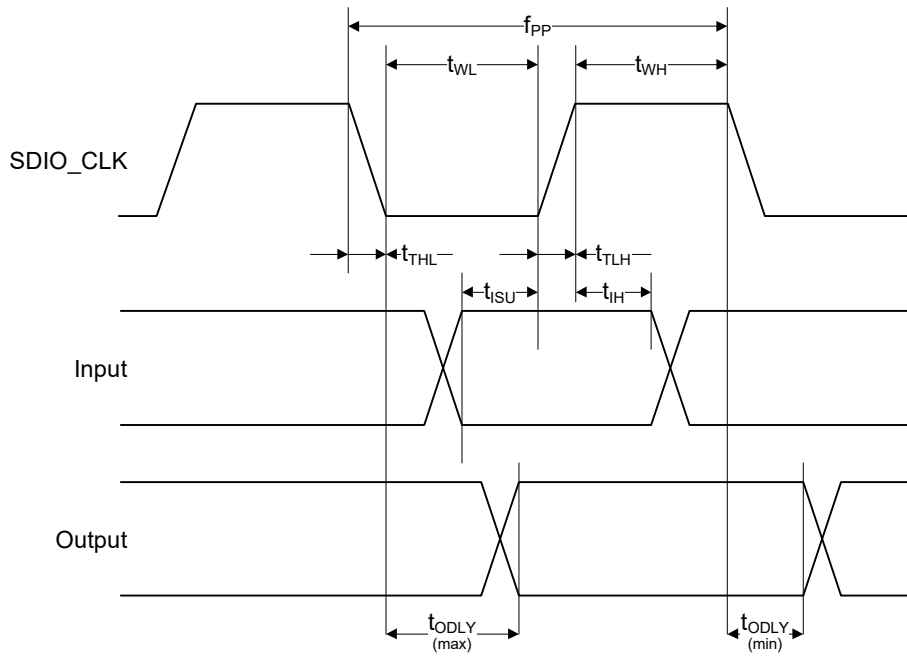 fPP
tWL
tWH
SDIO_CLK
tTHL
tTLH
tISU
tIH
Input
Output
tODLY
(max)
tODLY
(min)